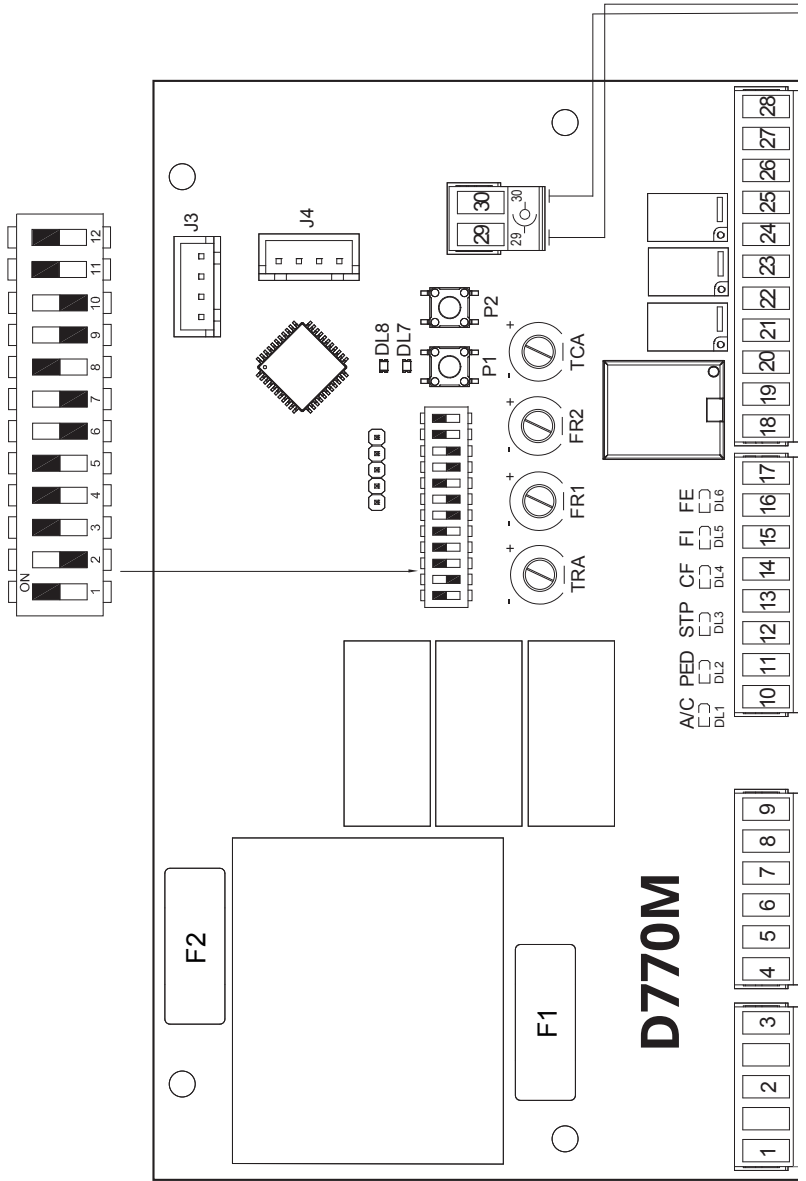 ON
1 2 3 4 5 6 7 8 9 10 11 12
J3
J4
DL8
DL7
P1 P2
29 30
29 30
- + - + - + - +
TRA FR1 FR2 TCA
F2
F1
D770M
A/C PED STP CF FI FE
DL1 DL2 DL3 DL4 DL5 DL6
1 2 3 4 5 6 7 8 9 10 11 12 13 14 15 16 17 18 19 20 21 22 23 24 25 26 27 28